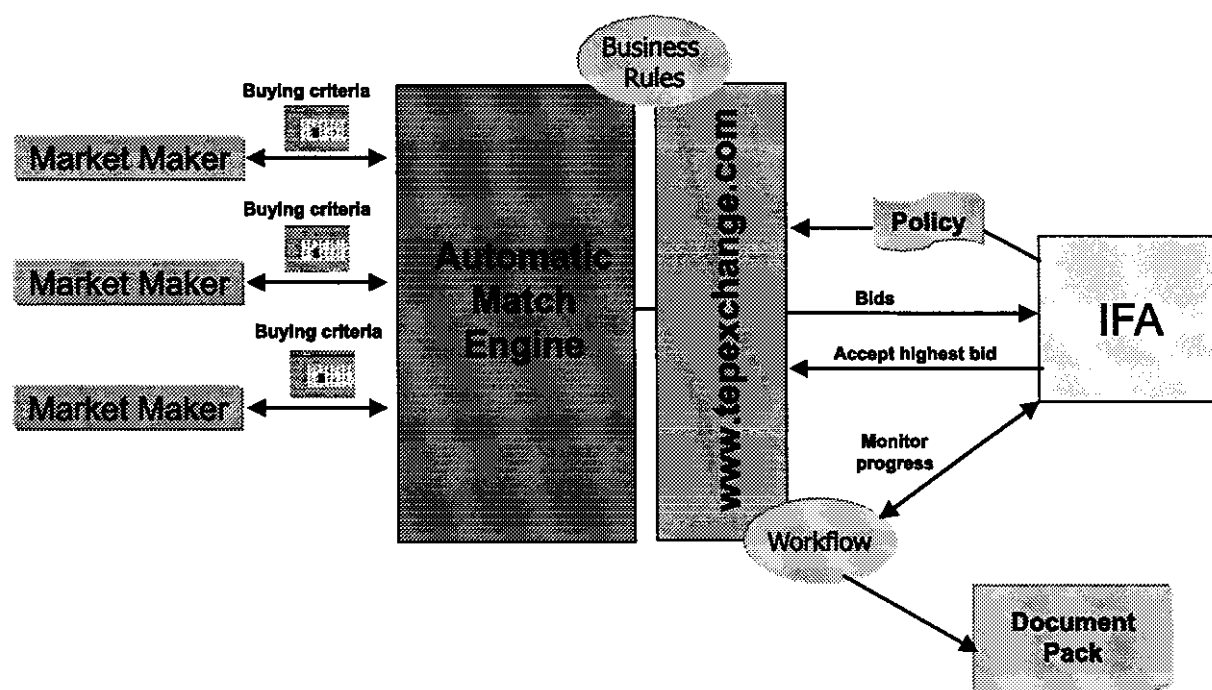 Business
Rules
Buying criteria
Market Maker
Buying criteria
Market Maker
Buying criteria
Market Maker
Automatic
Match
Engine
www.tepexchange.com
Policy
Bids
Accept highest bid
IFA
Monitor
progress
Workflow
Document
Pack